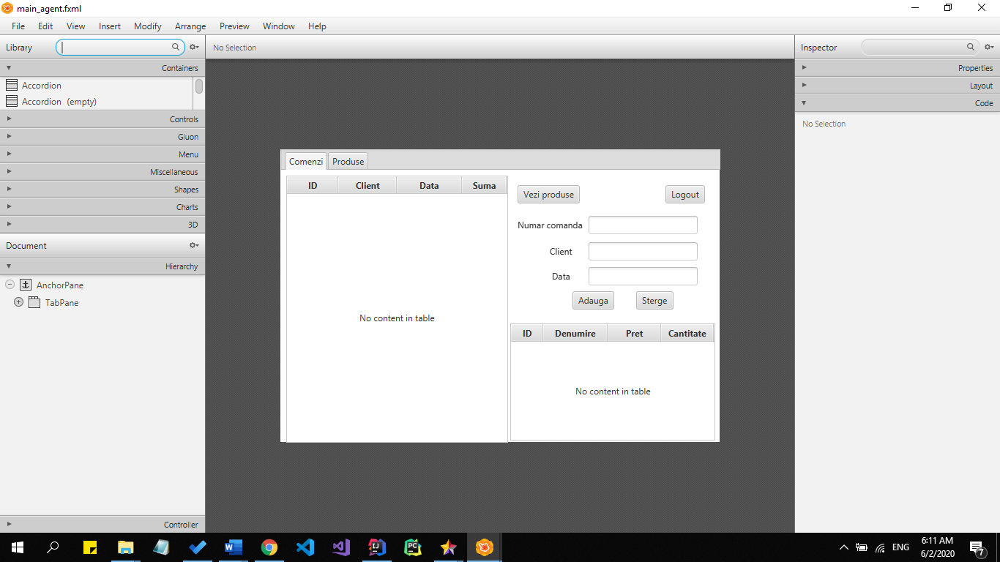 main_agent.fxml
File Edit View Insert Modify Arrange Preview Window Help
Library
No Selection
Inspector
Containers
Accordion
Accordion (empty)
Controls
Gluon
Menu
Miscellaneous
Shapes
Charts
3D
Document
Hierarchy
AnchorPane
TabPane
Controller
Comenzi Produse
ID Client Data Suma
No content in table
Vezi produse Logout
Numar comanda
Client
Data
Adauga Sterge
ID Denumire Pret Cantitate
No content in table
Properties
Layout
Code
No Selection
W
IJ
PC
ENG
6:11 AM
6/2/2020
7